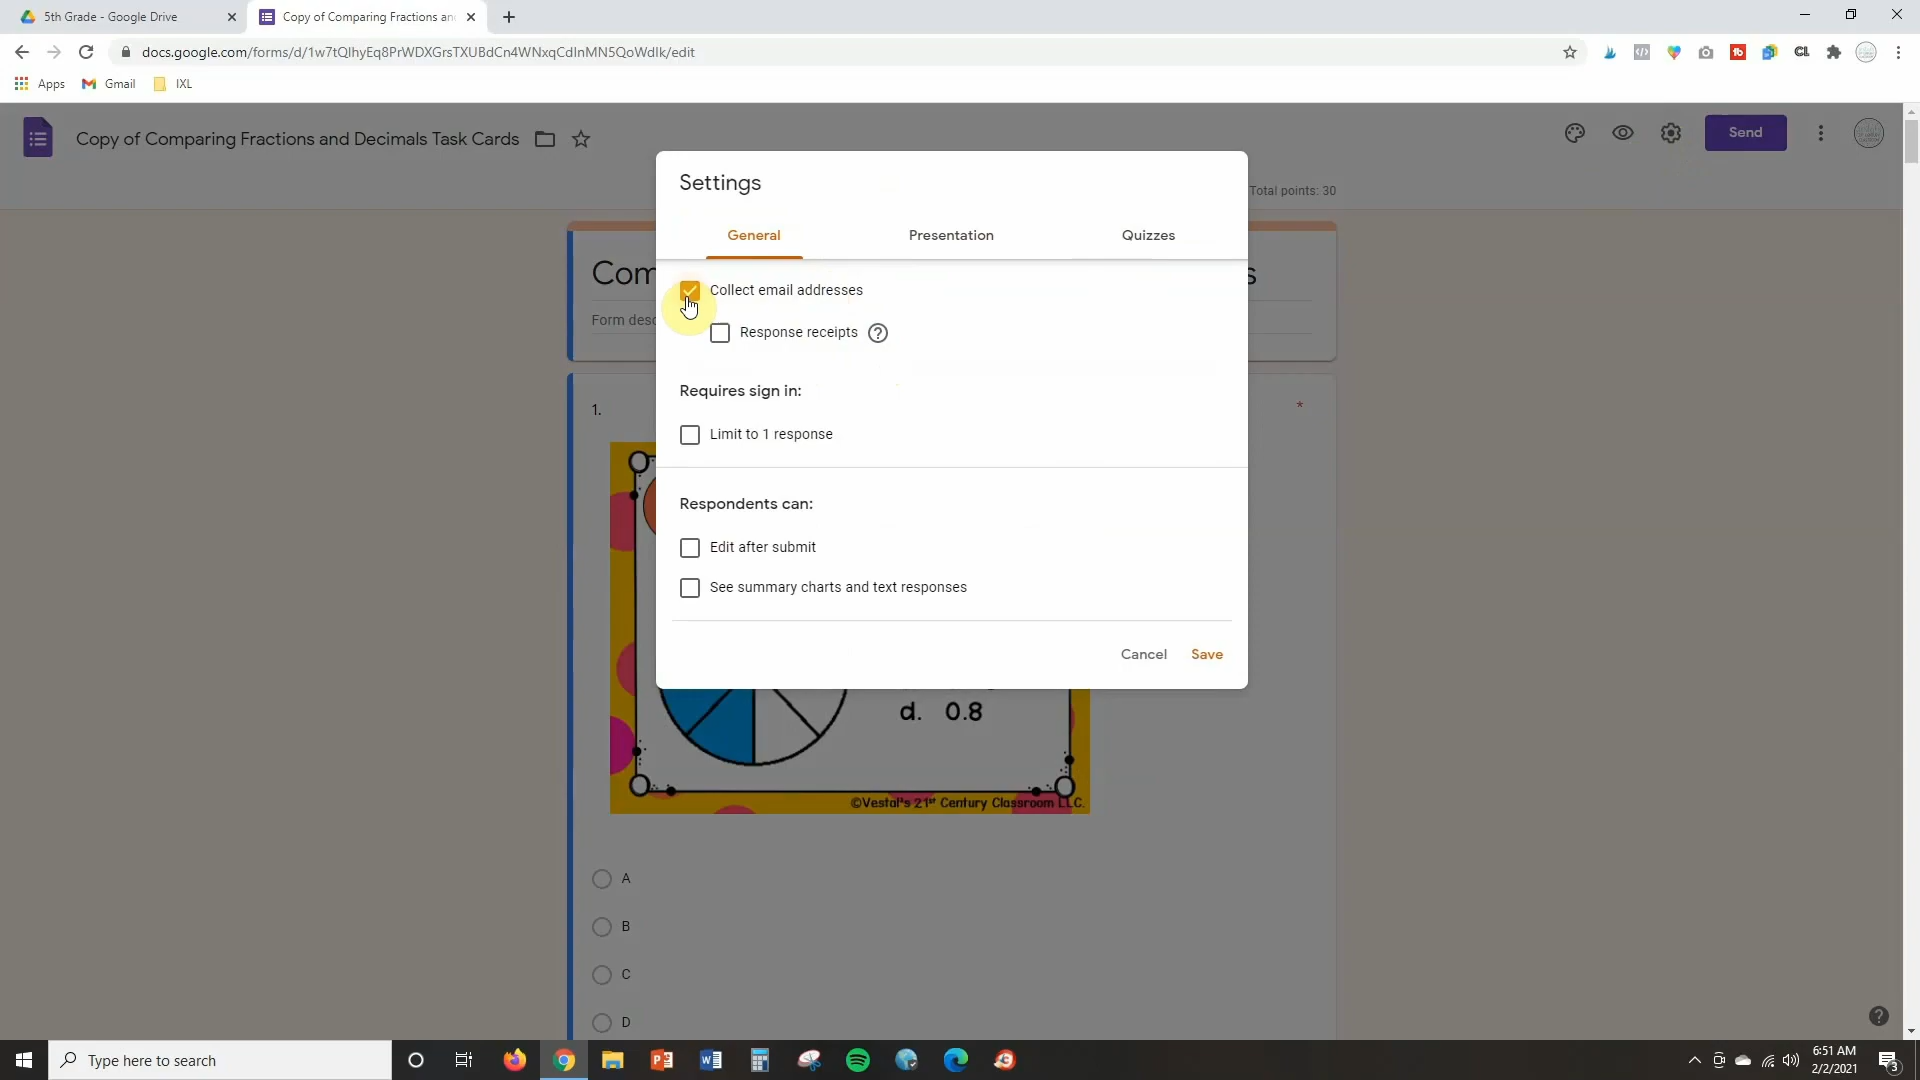 5th Grade - Google Drive
Copy of Comparing Fractions an
docs.google.com/forms/d/1w7tQlhyEq8PrWDXGrsTXUBdCn4WNxqCdInMN5QoWdlk/edit
Apps
Gmail
IXL
Copy of Comparing Fractions and Decimals Task Cards
Send
Total points: 30
Settings
General
Presentation
Quizzes
Collect email addresses
Response receipts
Requires sign in:
Limit to 1 response
Respondents can:
Edit after submit
See summary charts and text responses
Cancel
Save
Com
s
Form desc
1.
*
d. 0.8
©Vestal's 21st Century Classroom LLC.
A
B
C
D
Type here to search
6:51 AM
2/2/2021
3